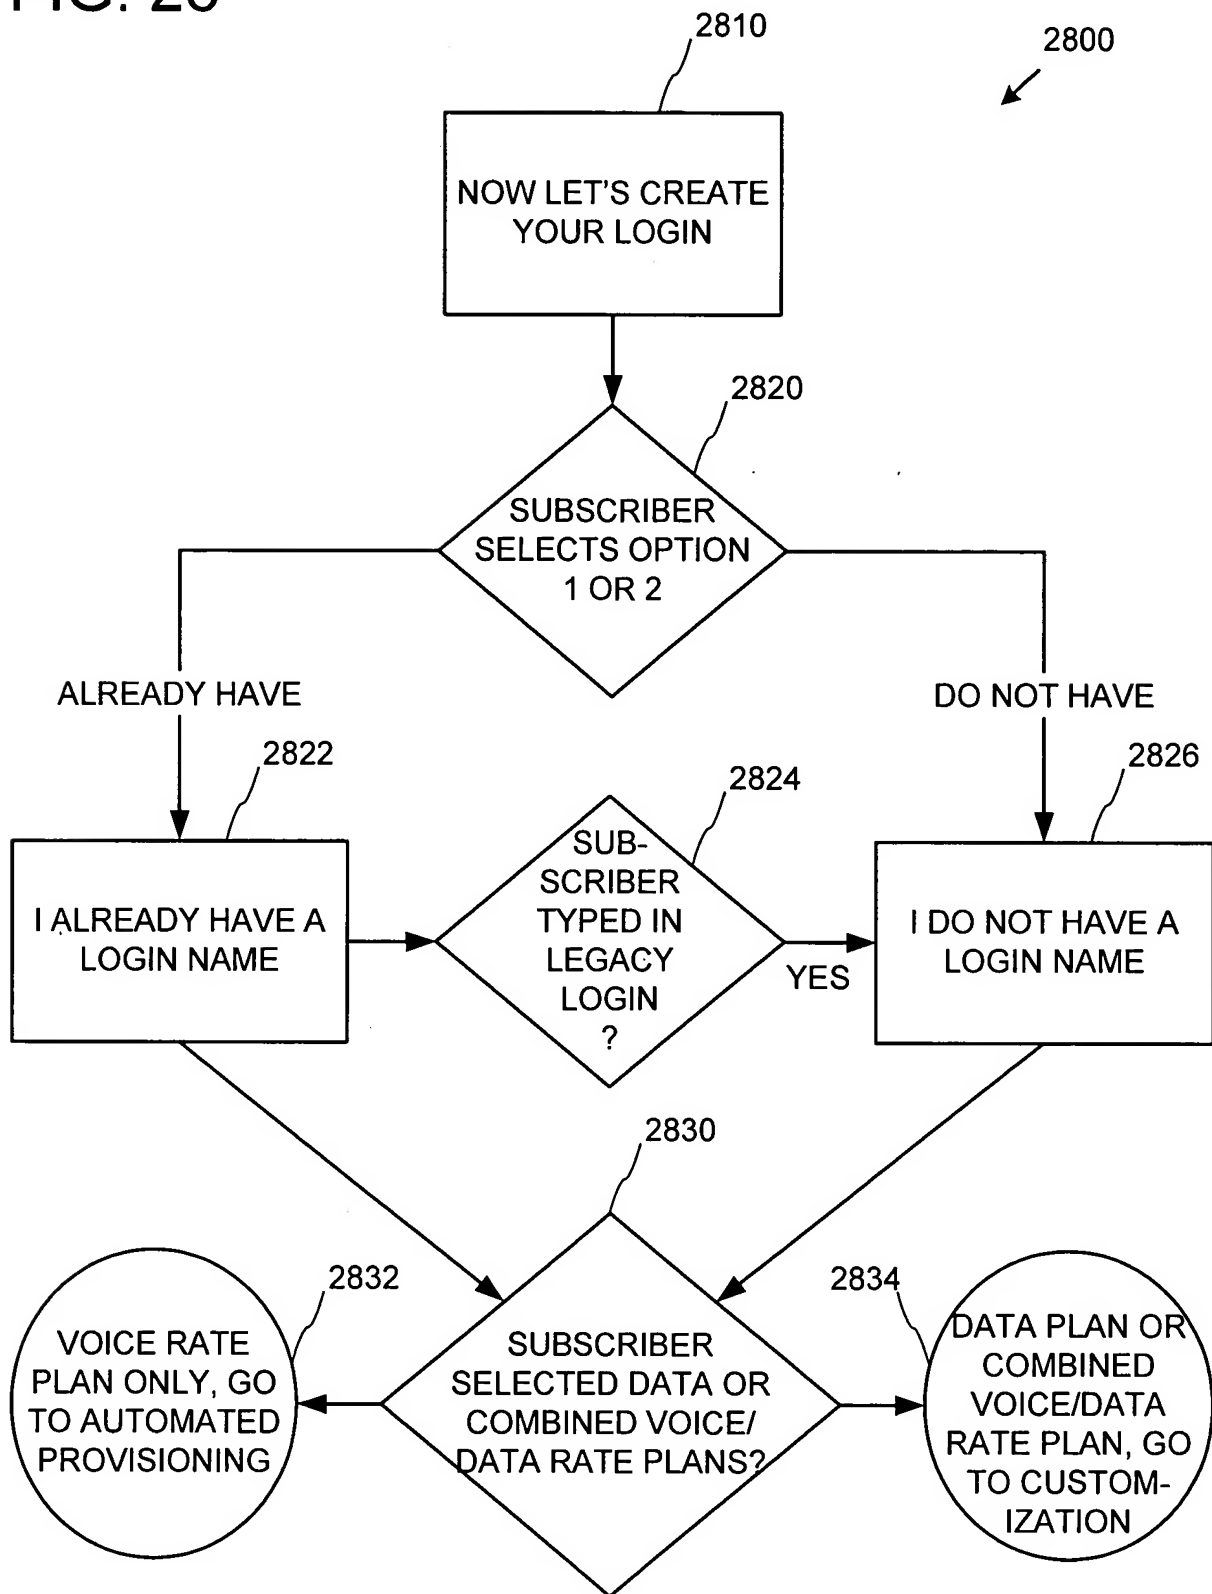 2810
2800
NOW LET'S CREATE
YOUR LOGIN
2820
SUBSCRIBER
SELECTS OPTION
1 OR 2
ALREADY HAVE
DO NOT HAVE
2822
2824
2826
I ALREADY HAVE A
LOGIN NAME
SUB-
SCRIBER
TYPED IN
LEGACY
LOGIN
?
YES
I DO NOT HAVE A
LOGIN NAME
2830
2832
2834
VOICE RATE
PLAN ONLY, GO
TO AUTOMATED
PROVISIONING
SUBSCRIBER
SELECTED DATA OR
COMBINED VOICE/
DATA RATE PLANS?
DATA PLAN OR
COMBINED
VOICE/DATA
RATE PLAN, GO
TO CUSTOM-
IZATION